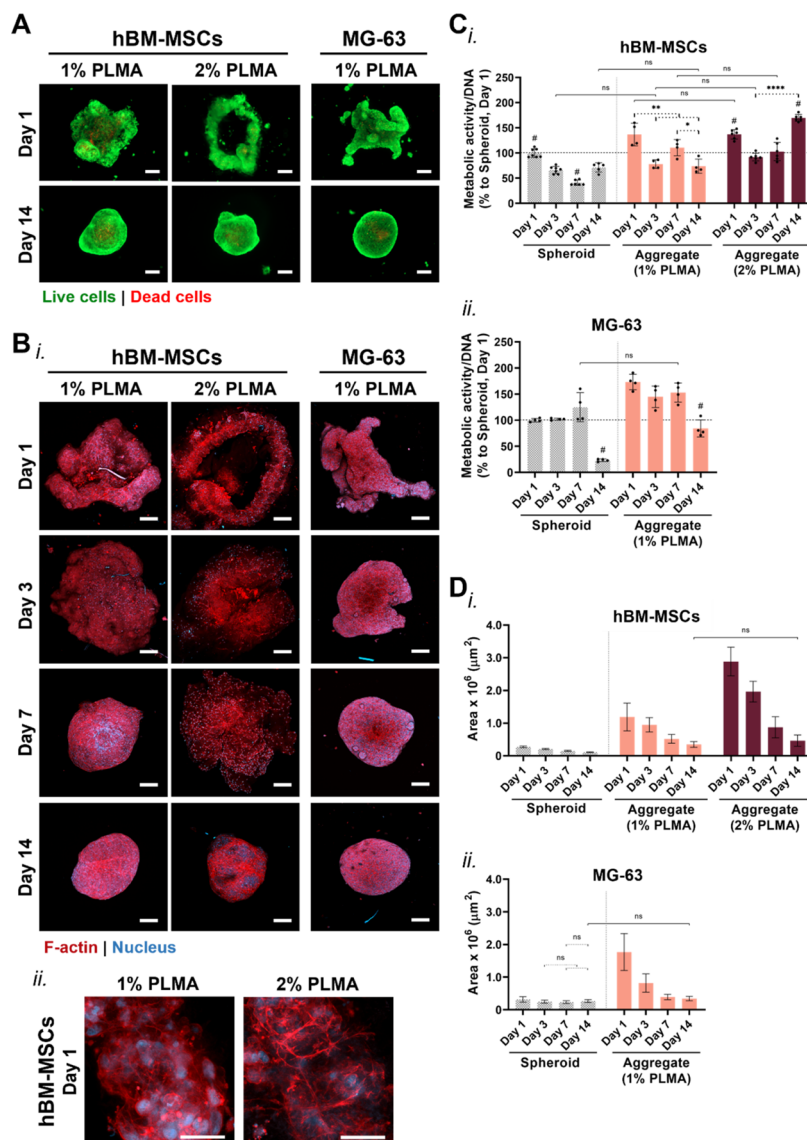 A
hBM-MSCs MG-63
1% PLMA 2% PLMA 1% PLMA
Day 1
Day 14
Live cells | Dead cells
B
i.
hBM-MSCs MG-63
1% PLMA 2% PLMA 1% PLMA
Day 1
Day 3
Day 7
Day 14
F-actin | Nucleus
ii.
1% PLMA 2% PLMA
hBM-MSCs
Day 1
C
i.
hBM-MSCs
Metabolic activity/DNA
(% to Spheroid, Day 1)
200
150
100
50
0
ns
ns
ns
ns
ns
****
**
*
# # # #
Day 1 Day 3 Day 7 Day 14 Day 1 Day 3 Day 7 Day 14 Day 1 Day 3 Day 7 Day 14
Spheroid Aggregate Aggregate
(1% PLMA) (2% PLMA)
ii.
MG-63
Metabolic activity/DNA
(% to Spheroid, Day 1)
200
150
100
50
0
ns
# #
Day 1 Day 3 Day 7 Day 14 Day 1 Day 3 Day 7 Day 14
Spheroid Aggregate
(1% PLMA)
D
i.
hBM-MSCs
Area x 10⁶ (μm²)
4.0
3.0
2.0
1.0
0.0
ns
Day 1 Day 3 Day 7 Day 14 Day 1 Day 3 Day 7 Day 14 Day 1 Day 3 Day 7 Day 14
Spheroid Aggregate Aggregate
(1% PLMA) (2% PLMA)
ii.
MG-63
Area x 10⁶ (μm²)
4.0
3.0
2.0
1.0
0.0
ns
ns
ns
Day 1 Day 3 Day 7 Day 14 Day 1 Day 3 Day 7 Day 14
Spheroid Aggregate
(1% PLMA)